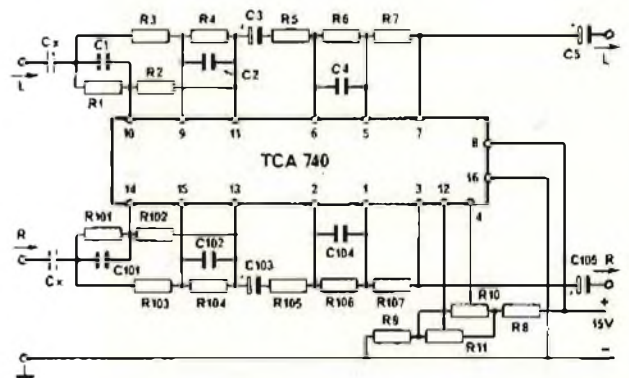 R3 R4 C3 R5 R6 R7
Cx C1 C5
L R2 C2 C4 L
R1
10 9 11 6 5 7
8
TCA 740
16
14 15 13 2 1 3 12
4
R101 R102
R C102 C104 C105 R
C103
Cx C101 R10 +
R103 R104 R105 R106 R107 R8
R9 15V
R11
-